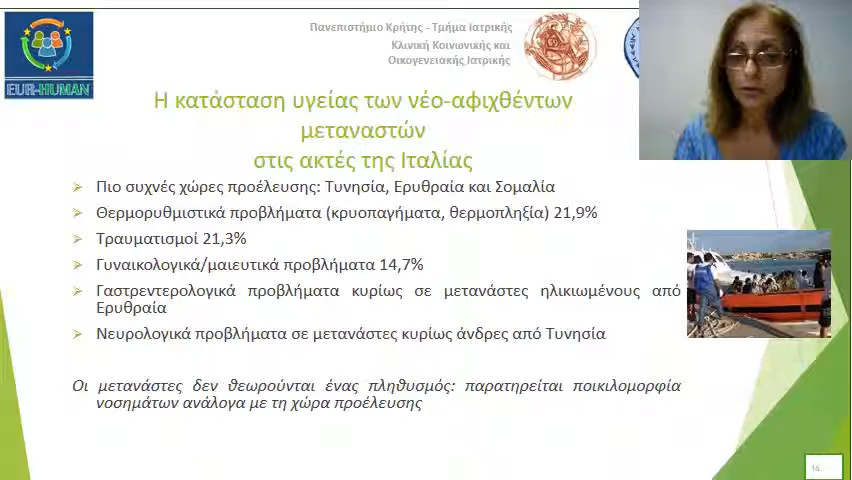 Πανεπιστήμιο Κρήτης - Τμήμα Ιατρικής
Κλινική Κοινωνικής και
Οικογενειακής Ιατρικής
EUR-HUMAN
Η κατάσταση υγείας των νέο-αφιχθέντων
μεταναστών
στις ακτές της Ιταλίας
Πιο συχνές χώρες προέλευσης: Τυνησία, Ερυθραία και Σομαλία
Θερμορυθμιστικά προβλήματα (κρυοπαγήματα, θερμοπληξία) 21,9%
Τραυματισμοί 21,3%
Γυναικολογικά/μαιευτικά προβλήματα 14,7%
Γαστρεντερολογικά προβλήματα κυρίως σε μετανάστες ηλικιωμένους από
Ερυθραία
Νευρολογικά προβλήματα σε μετανάστες κυρίως άνδρες από Τυνησία
Οι μετανάστες δεν θεωρούνται ένας πληθυσμός: παρατηρείται ποικιλομορφία
νοσημάτων ανάλογα με τη χώρα προέλευσης
16